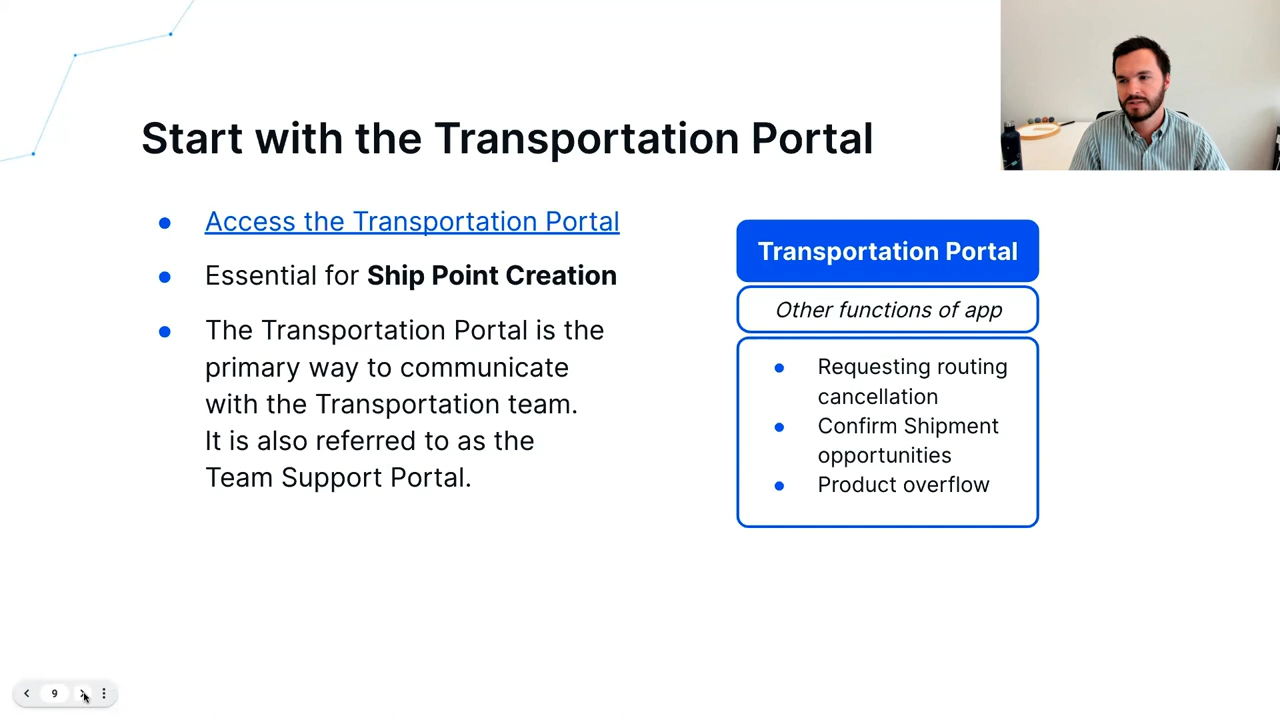 Start with the Transportation Portal
Access the Transportation Portal
Essential for Ship Point Creation
The Transportation Portal is the
primary way to communicate
with the Transportation team.
It is also referred to as the
Team Support Portal.
Transportation Portal
Other functions of app
Requesting routing
cancellation
Confirm Shipment
opportunities
Product overflow
9